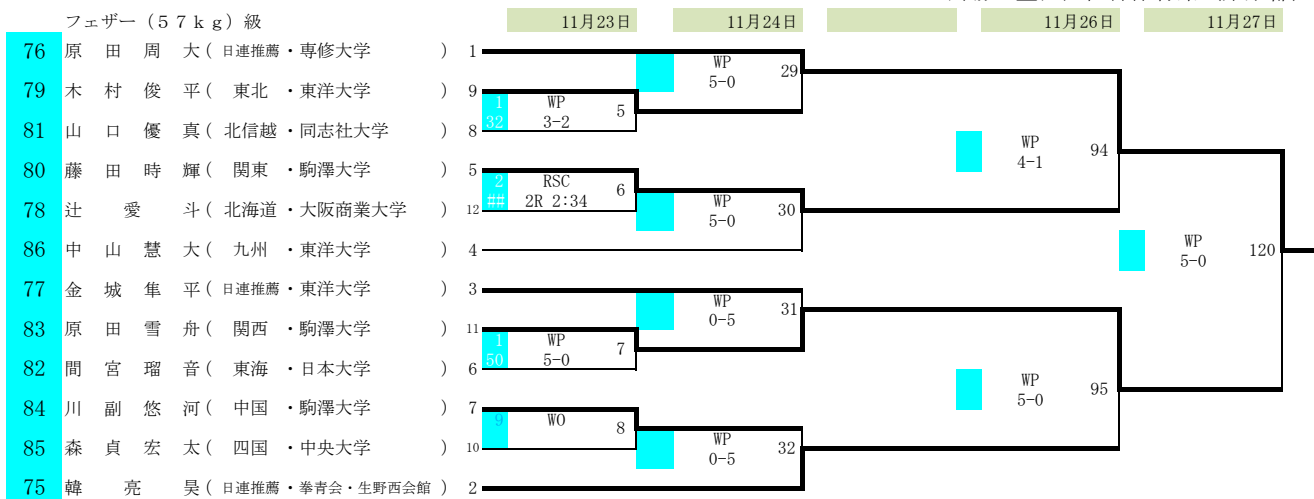 フェザー（57kg）級 11月23日 11月24日 11月26日 11月27日
76 原田周大（日連推薦・専修大学） 1
WP 5-0 29
79 木村俊平（東北・東洋大学） 9
1 32 WP 3-2 5
81 山口優真（北信越・同志社大学） 8
WP 4-1 94
80 藤田時輝（関東・駒澤大学） 5
2 ## RSC 2R 2:34 6
78 辻愛斗（北海道・大阪商業大学） 12
WP 5-0 30
86 中山慧大（九州・東洋大学） 4
WP 5-0 120
77 金城隼平（日連推薦・東洋大学） 3
WP 0-5 31
83 原田雪舟（関西・駒澤大学） 11
1 50 WP 5-0 7
82 間宮瑠音（東海・日本大学） 6
WP 5-0 95
84 川副悠河（中国・駒澤大学） 7
9 WO 8
85 森貞宏太（四国・中央大学） 10
WP 0-5 32
75 韓亮昊（日連推薦・拳青会・生野西会館） 2